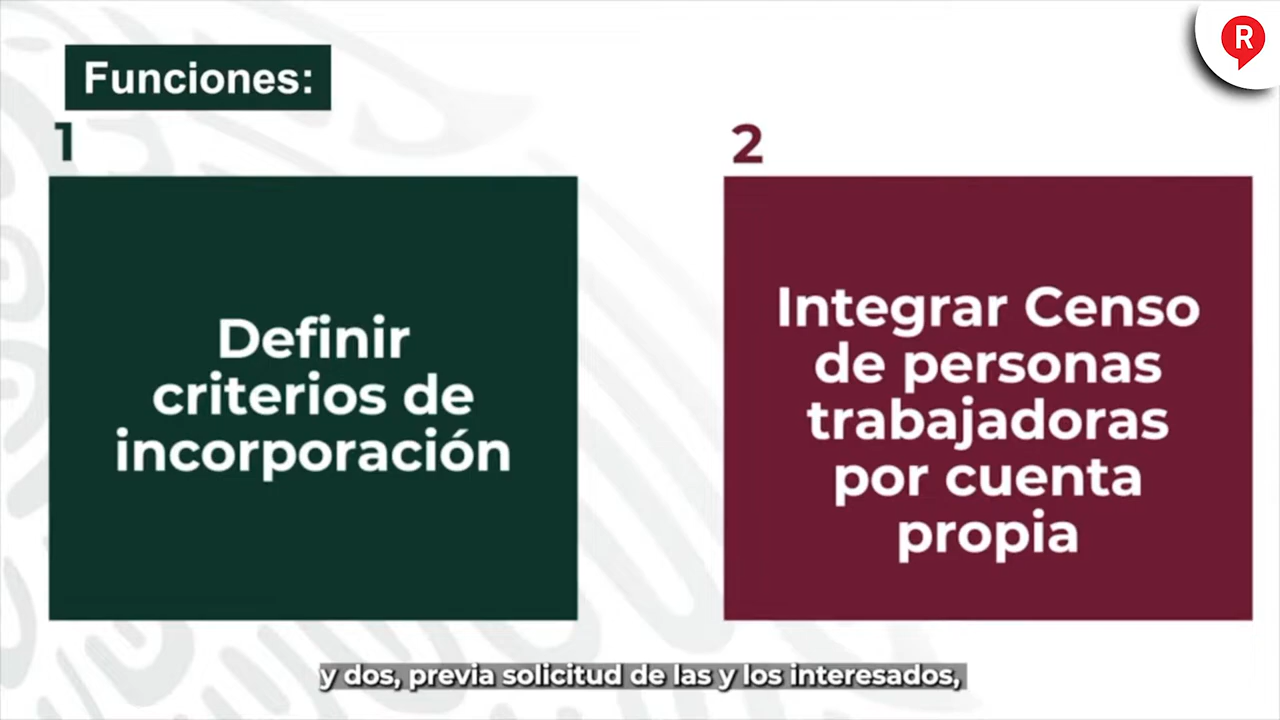 R
Funciones:
1
Definir
criterios de
incorporación
2
Integrar Censo
de personas
trabajadoras
por cuenta
propia
y dos, previa solicitud de las y los interesados,